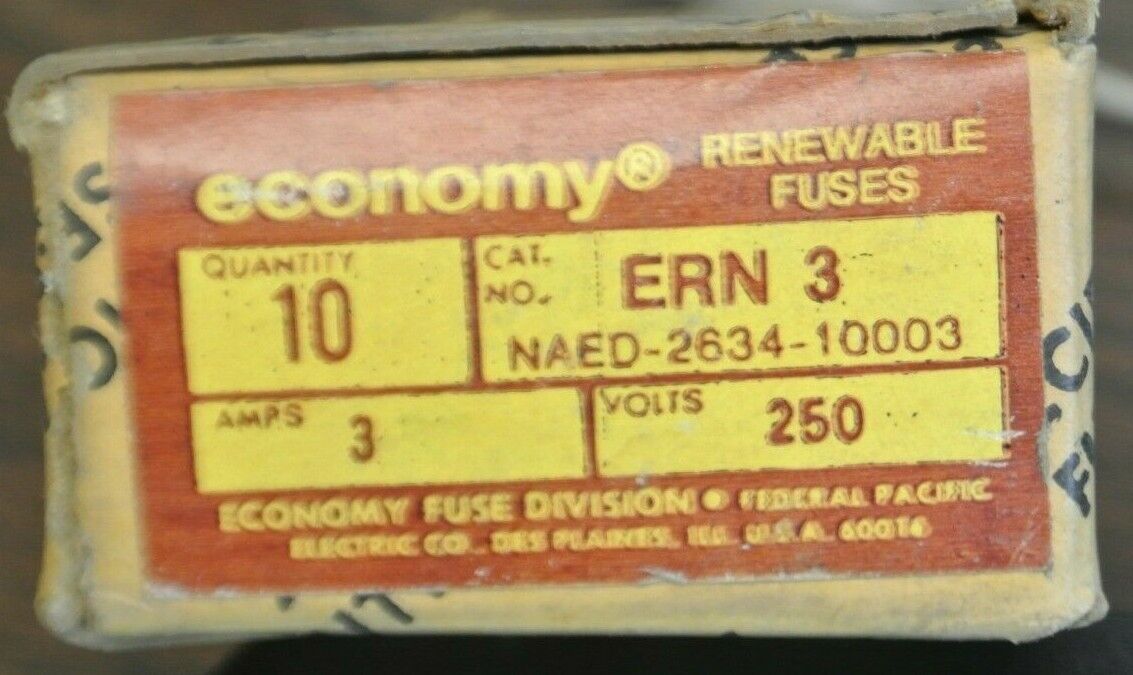 economy® RENEWABLE
FUSES
QUANTITY
10
CAT.
NO.
ERN 3
NAED-2634-10003
AMPS
3
VOLTS
250
ECONOMY FUSE DIVISION • FEDERAL PACIFIC
ELECTRIC CO., DES PLAINES, ILL. U.S.A. 60016